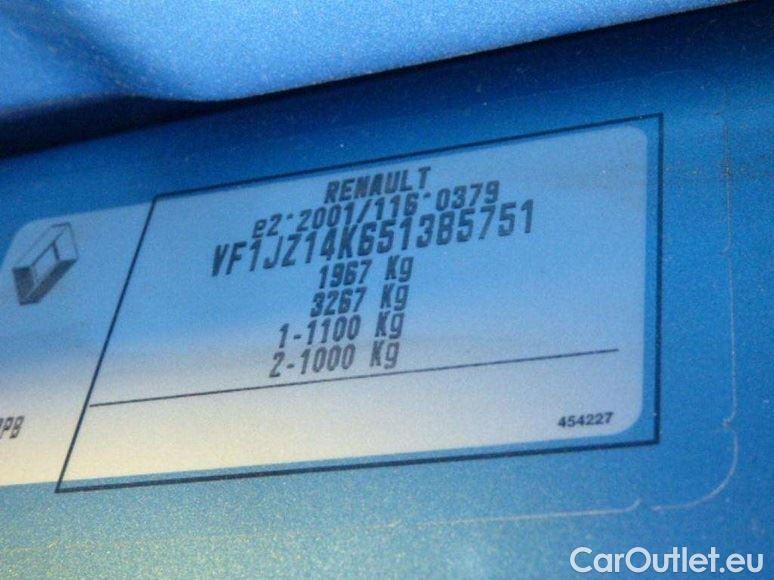 RENAULT
e2*2001/116*0379
VF1JZ14K651385751
1967 Kg
3267 Kg
1-1100 Kg
2-1000 Kg
454227
CarOutlet.eu